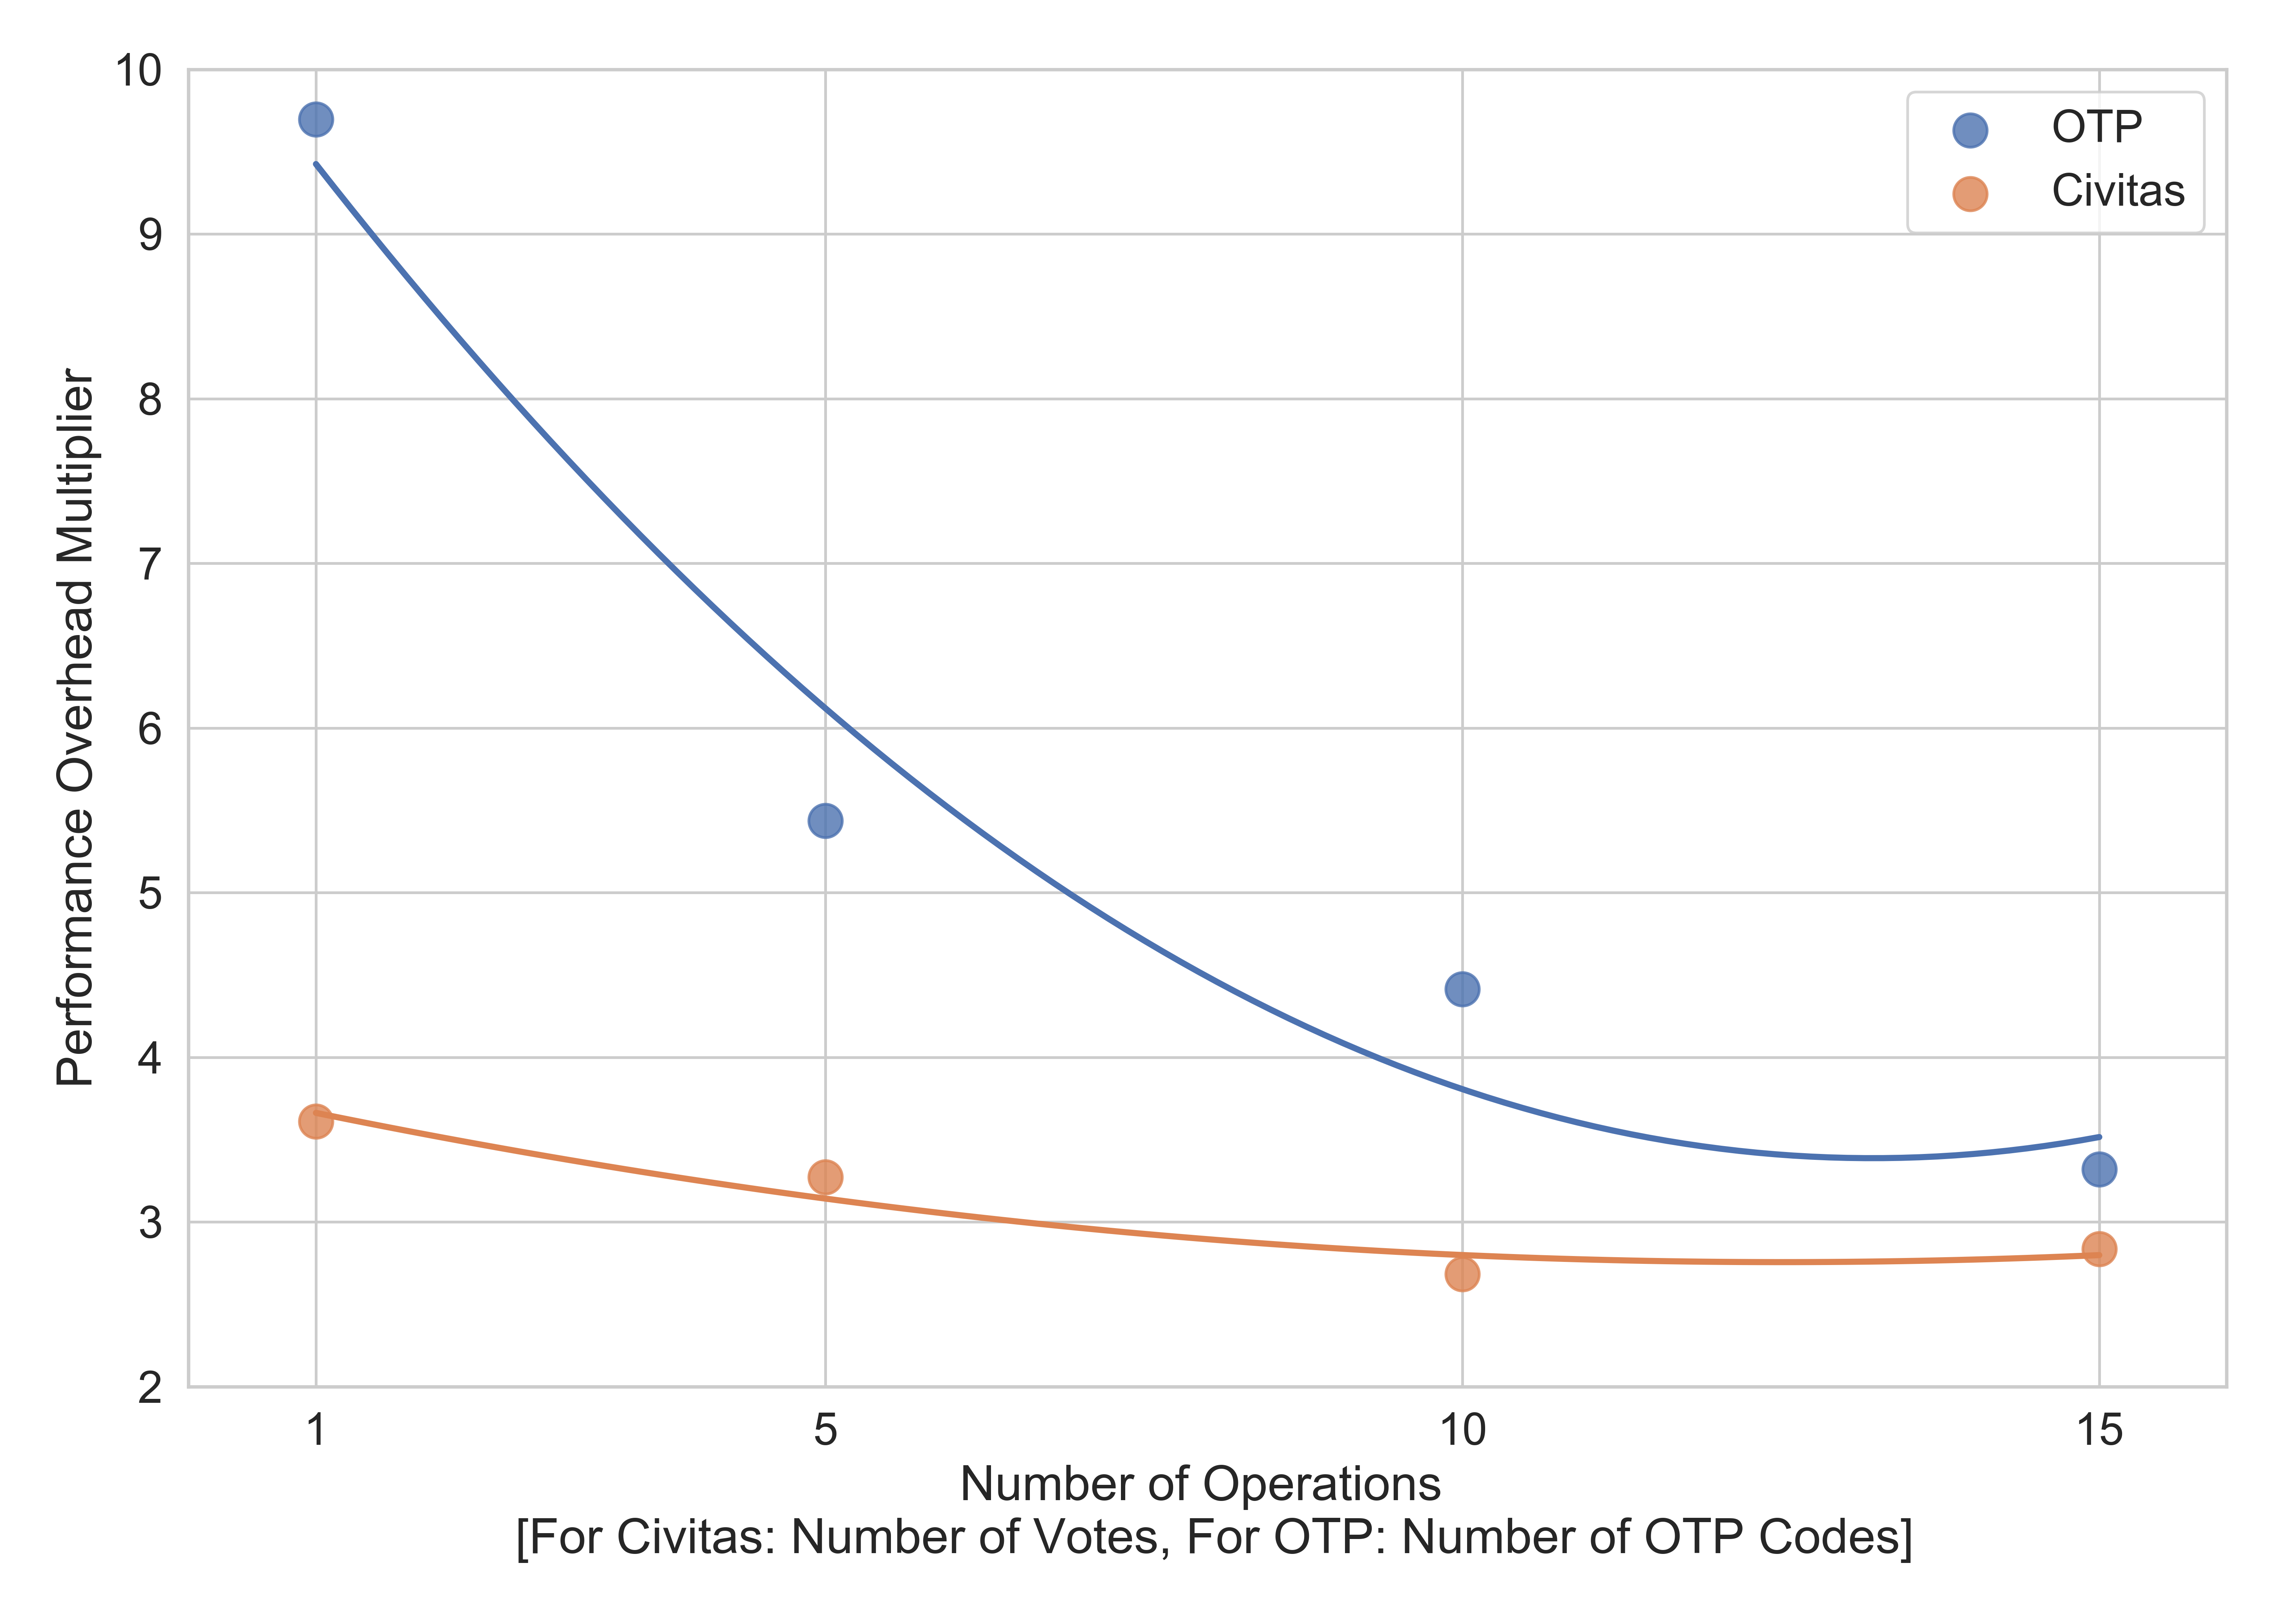 10
9
8
7
6
5
4
3
2
Performance Overhead Multiplier
OTP
Civitas
1 5 10 15
Number of Operations
[For Civitas: Number of Votes, For OTP: Number of OTP Codes]